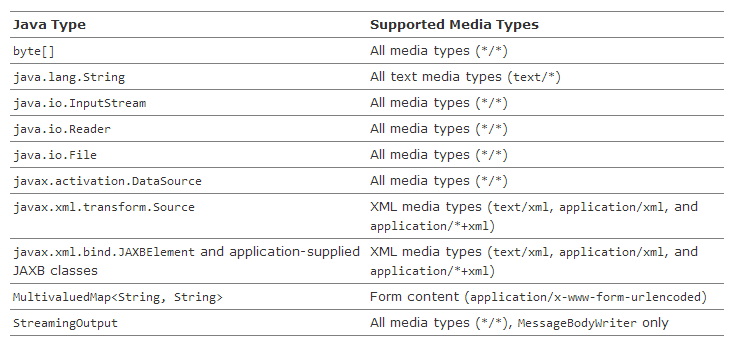 Java Type Supported Media Types
byte[] All media types (*/*)
java.lang.String All text media types (text/*)
java.io.InputStream All media types (*/*)
java.io.Reader All media types (*/*)
java.io.File All media types (*/*)
javax.activation.DataSource All media types (*/*)
javax.xml.transform.Source XML media types (text/xml, application/xml, and
application/*+xml)
javax.xml.bind.JAXBElement and application-supplied XML media types (text/xml, application/xml, and
JAXB classes application/*+xml)
MultivaluedMap<String, String> Form content (application/x-www-form-urlencoded)
StreamingOutput All media types (*/*), MessageBodyWriter only